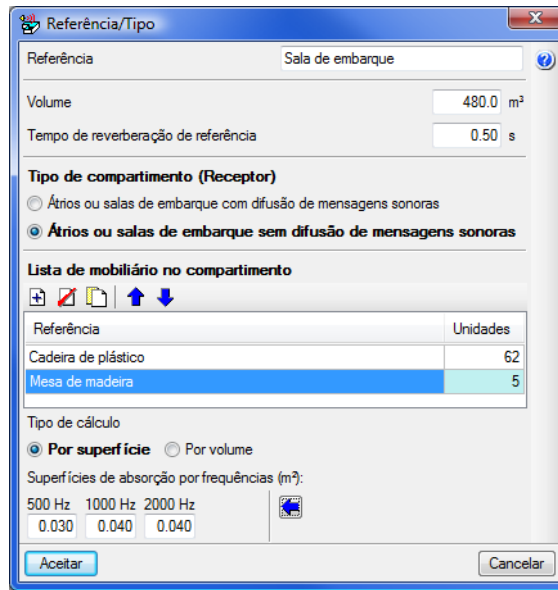 Referência/Tipo
Referência Sala de embarque
Volume 480.0 m³
Tempo de reverberação de referência 0.50 s
Tipo de compartimento (Receptor)
Átrios ou salas de embarque com difusão de mensagens sonoras
Átrios ou salas de embarque sem difusão de mensagens sonoras
Lista de mobiliário no compartimento
Referência Unidades
Cadeira de plástico 62
Mesa de madeira 5
Tipo de cálculo
Por superfície Por volume
Superfícies de absorção por frequências (m²):
500 Hz 1000 Hz 2000 Hz
0.030 0.040 0.040
Aceitar Cancelar